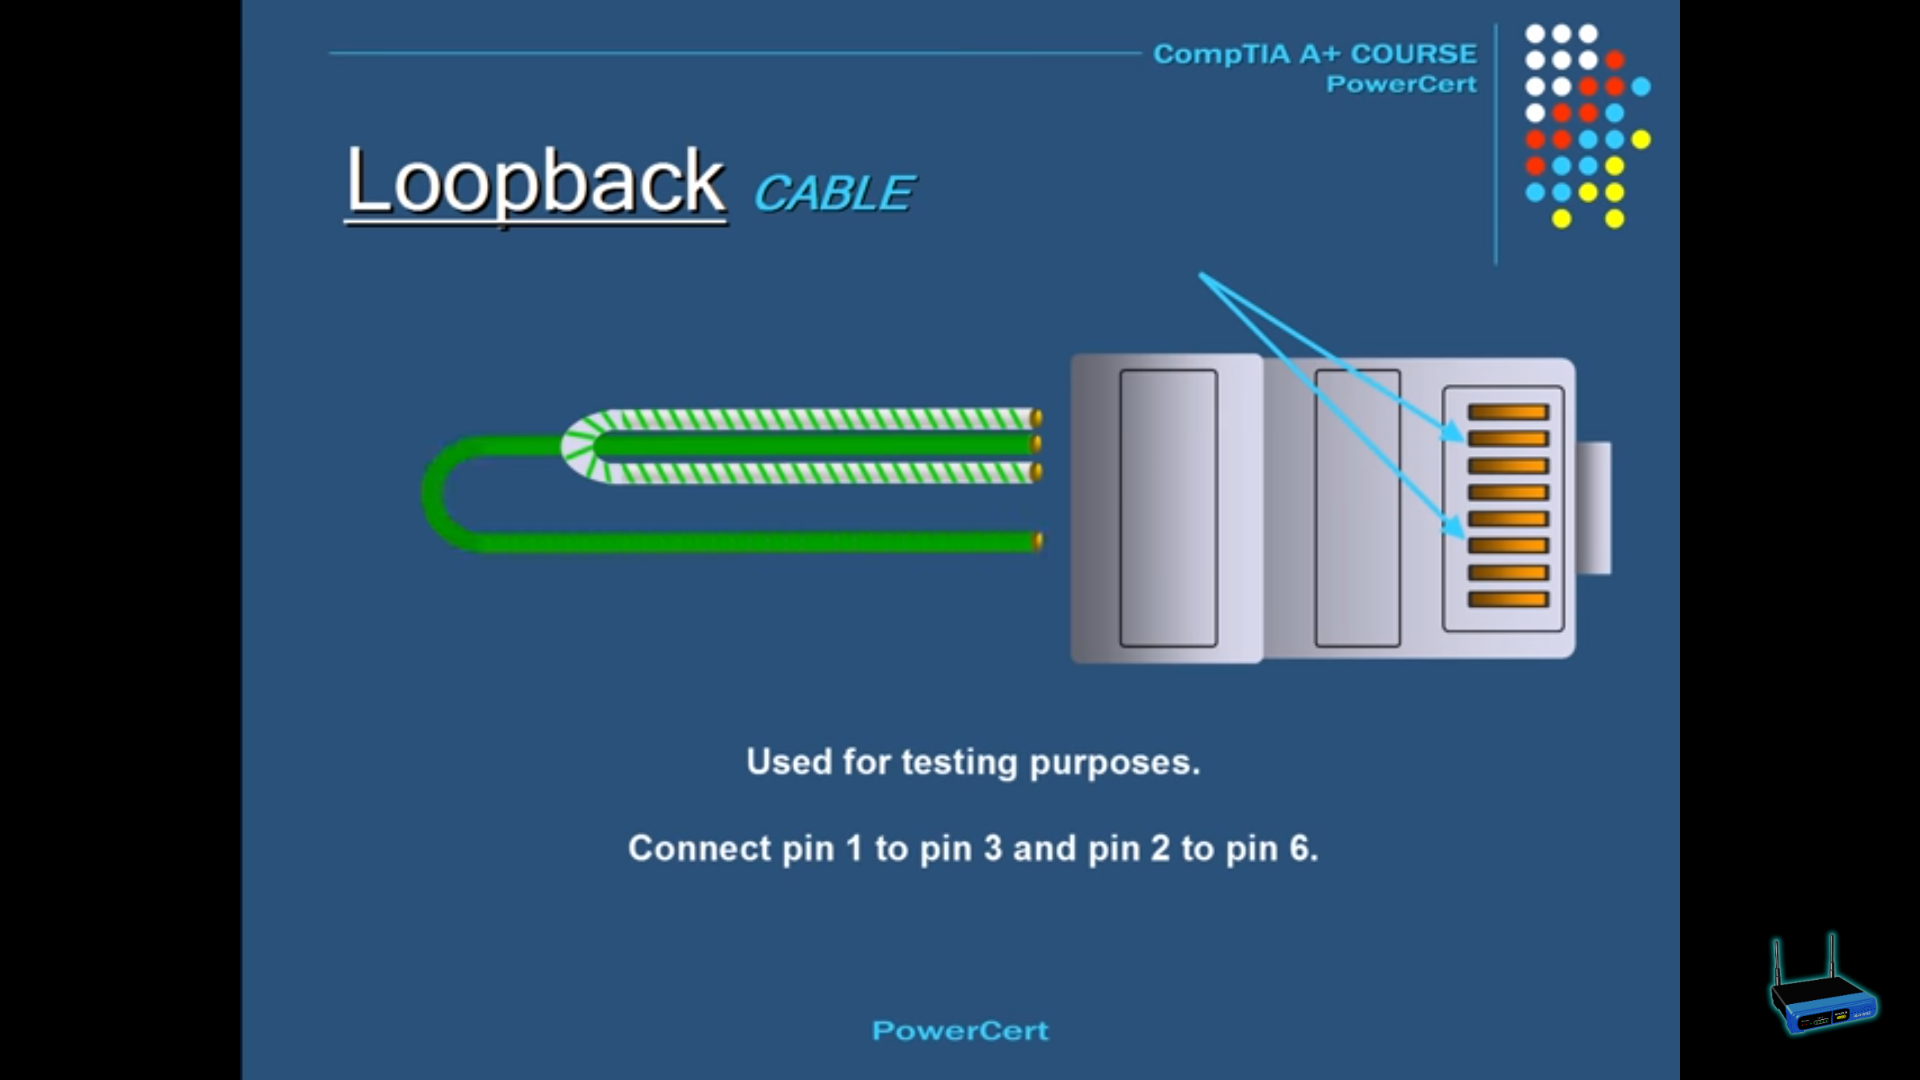 CompTIA A+ COURSE
PowerCert
Loopback CABLE
Used for testing purposes.
Connect pin 1 to pin 3 and pin 2 to pin 6.
PowerCert